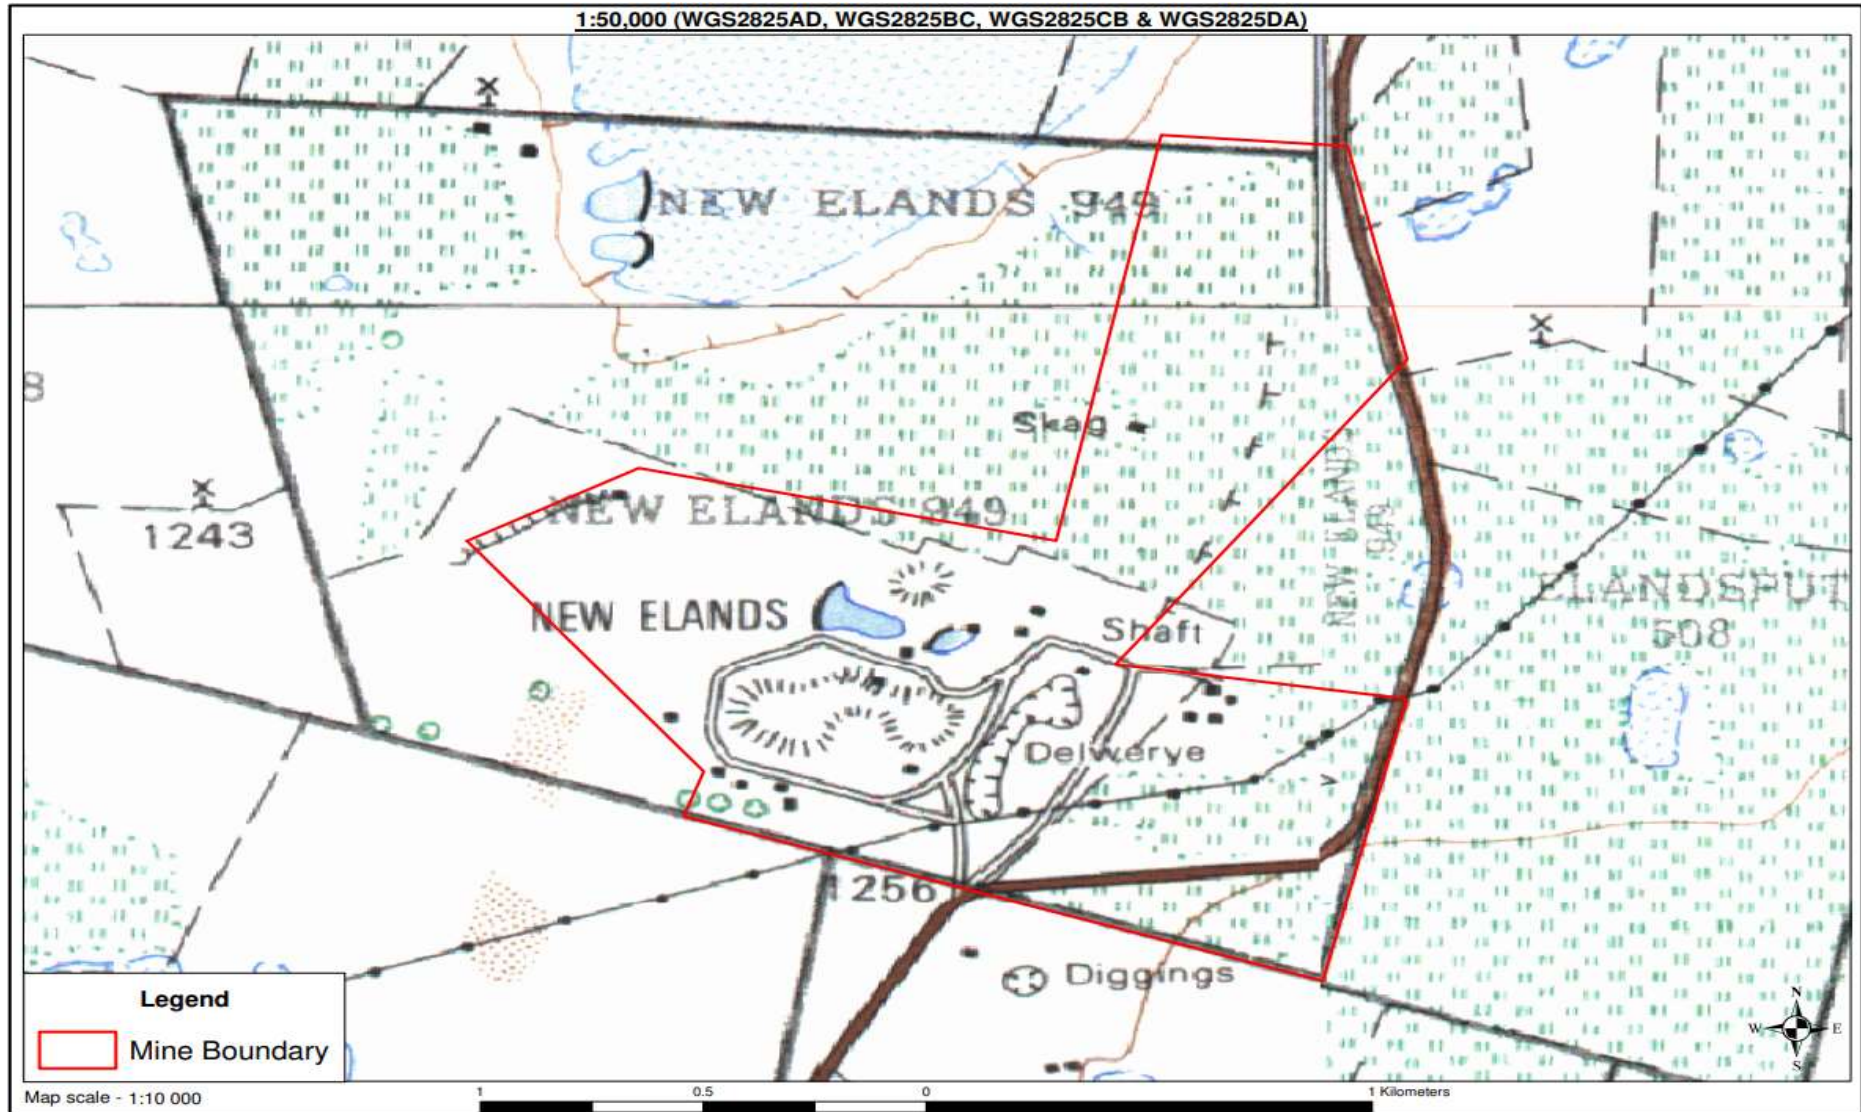 1:50,000 (WGS2825AD, WGS2825BC, WGS2825CB & WGS2825DA)
NEW ELANDS 949
8
Skag
NEW ELANDS 949
1243
NEW ELANDS
949
ELANDSPUT
508
NEW ELANDS
Shaft
Delwerye
1256
Diggings
Legend
Mine Boundary
N
W E
S
Map scale - 1:10 000
1 0.5 0 1 Kilometers